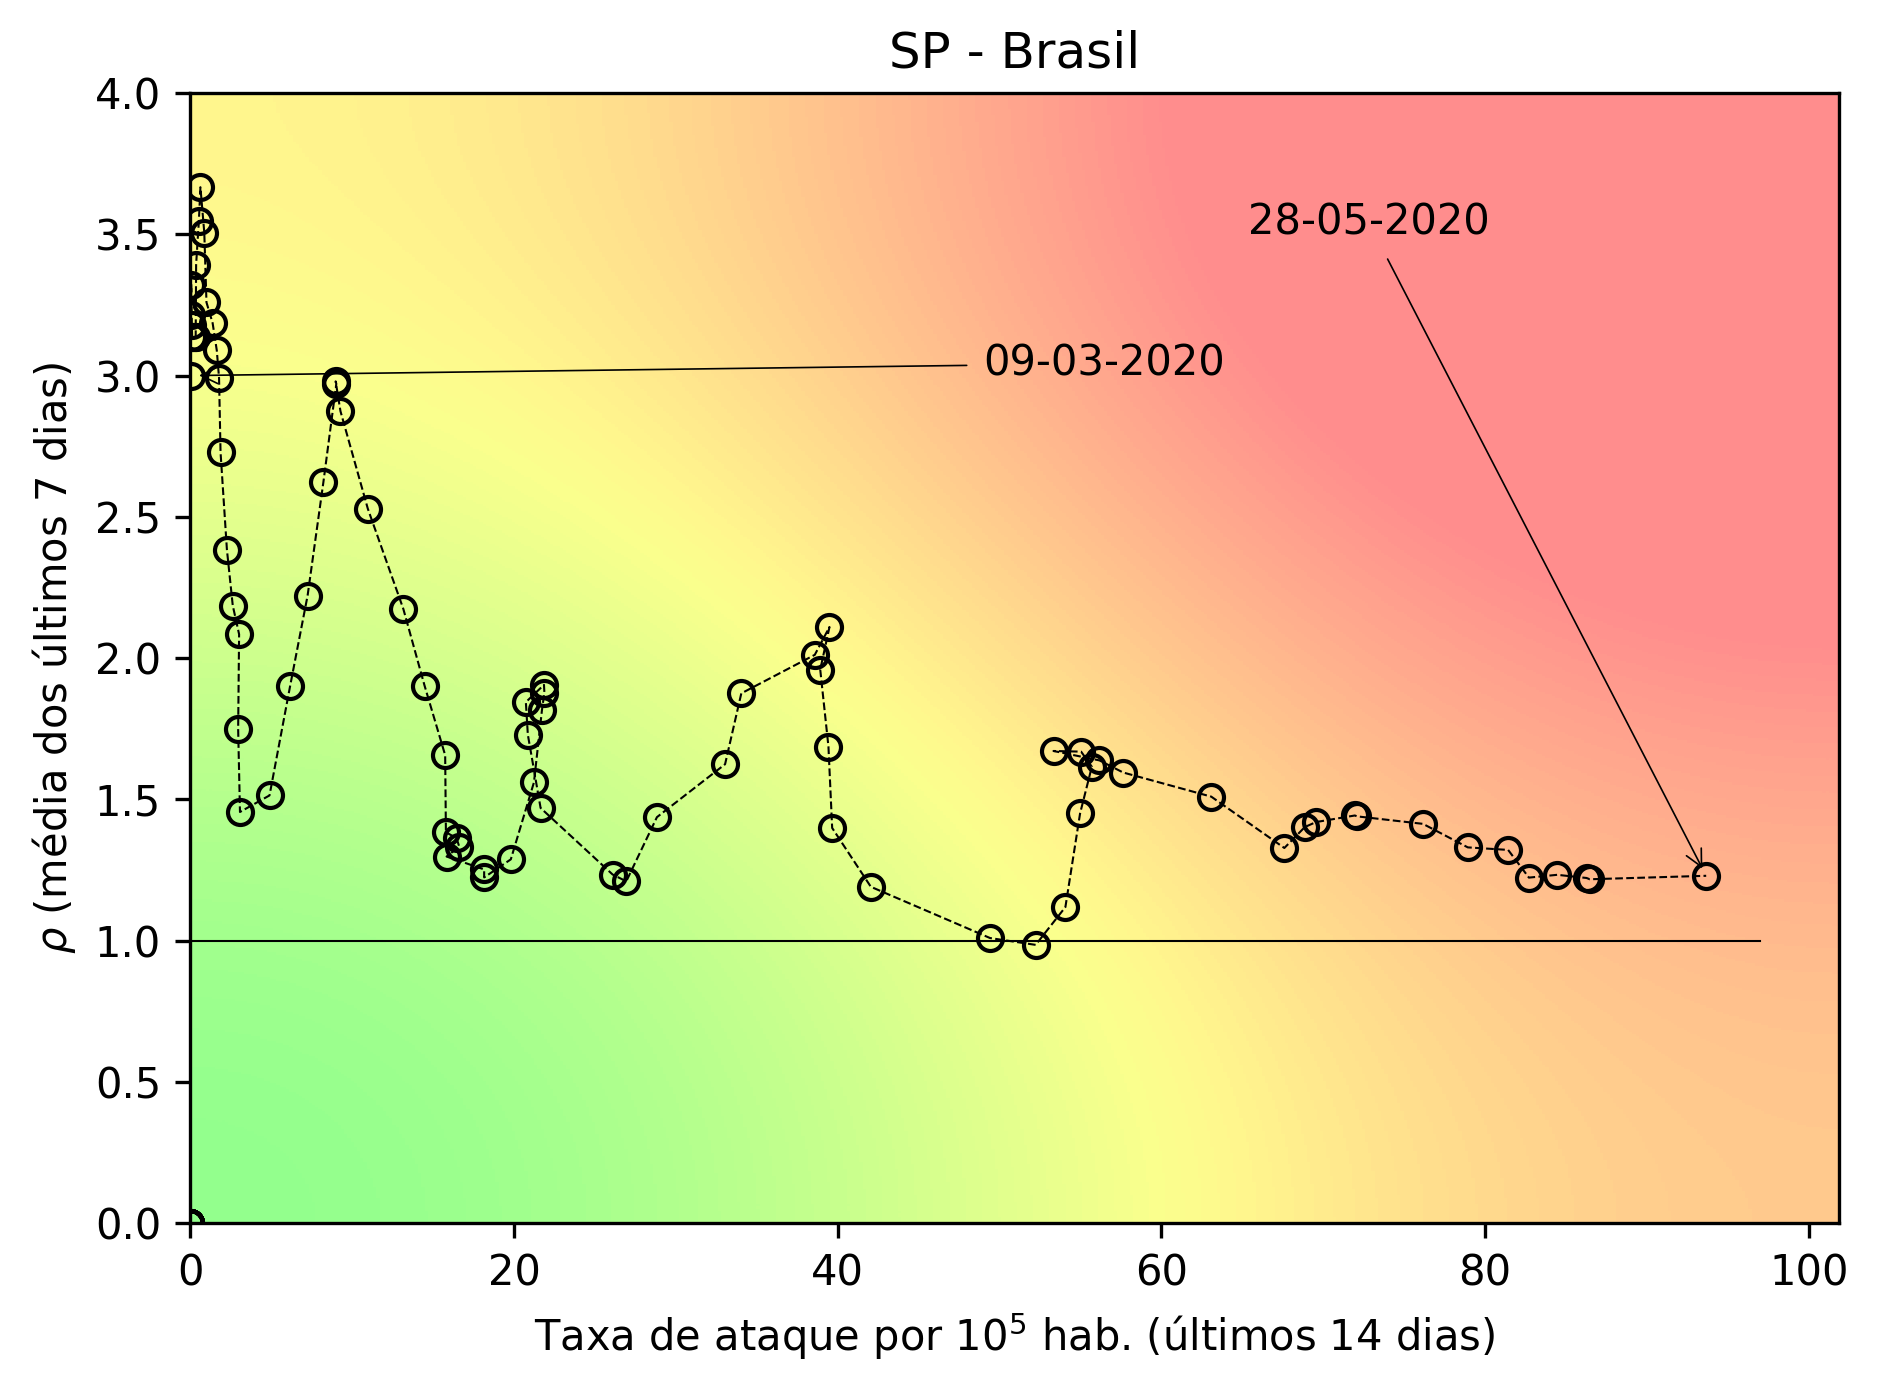 SP - Brasil
4.0
3.5
3.0
2.5
2.0
1.5
1.0
0.5
0.0
ρ (média dos últimos 7 dias)
28-05-2020
09-03-2020
0 20 40 60 80 100
Taxa de ataque por 10⁵ hab. (últimos 14 dias)